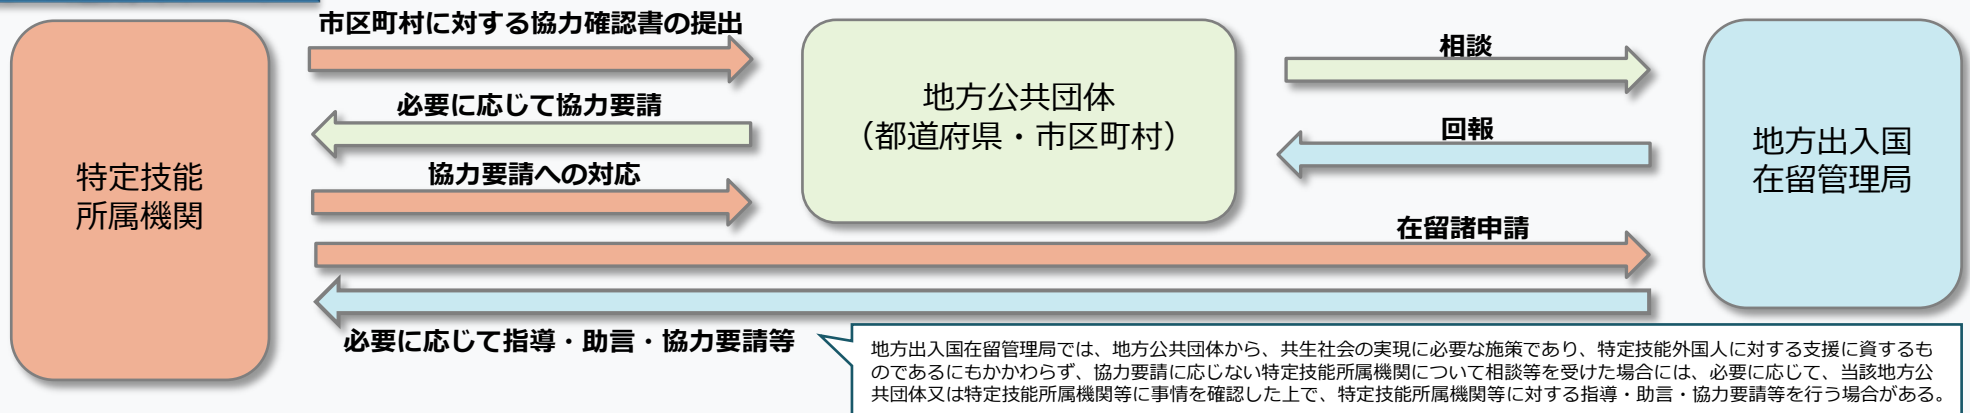 市区町村に対する協力確認書の提出
必要に応じて協力要請
協力要請への対応
特定技能
所属機関
地方公共団体
（都道府県・市区町村）
相談
回報
地方出入国
在留管理局
在留諸申請
必要に応じて指導・助言・協力要請等
地方出入国在留管理局では、地方公共団体から、共生社会の実現に必要な施策であり、特定技能外国人に対する支援に資するも
のであるにもかかわらず、協力要請に応じない特定技能所属機関について相談等を受けた場合には、必要に応じて、当該地方公
共団体又は特定技能所属機関等に事情を確認した上で、特定技能所属機関等に対する指導・助言・協力要請等を行う場合がある。